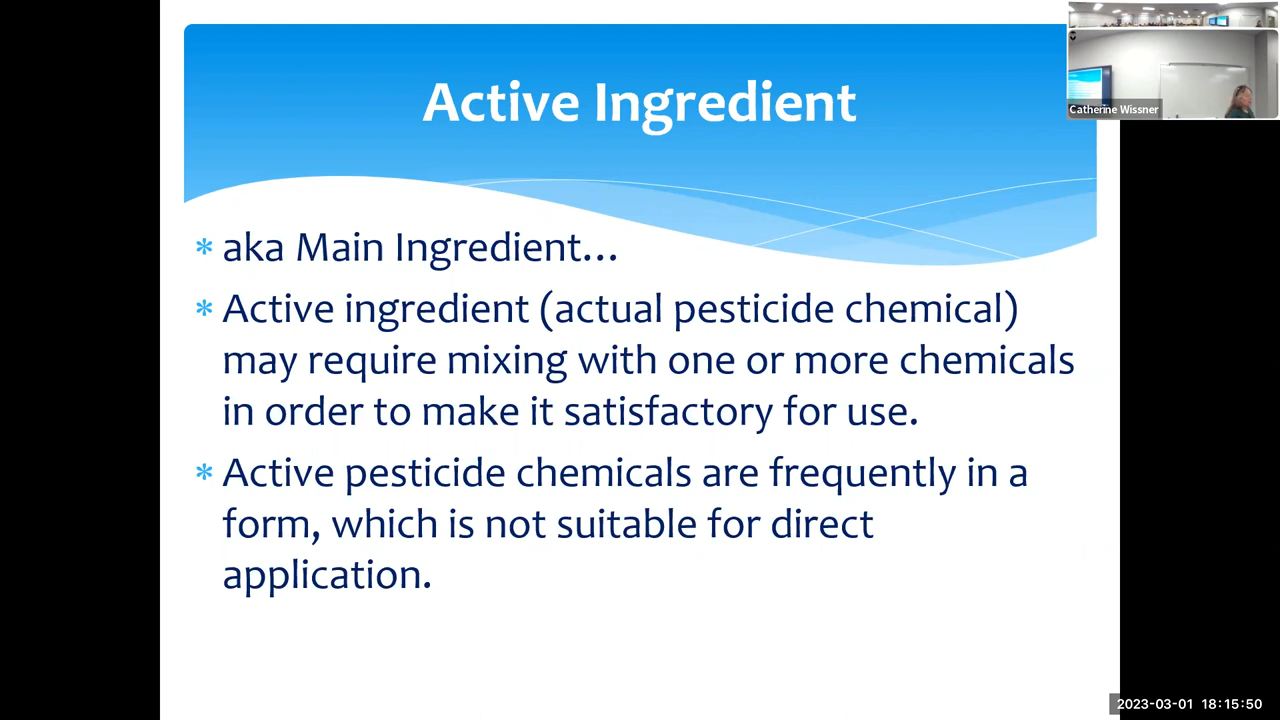 Active Ingredient
Catherine Wissner
* aka Main Ingredient...
* Active ingredient (actual pesticide chemical)
may require mixing with one or more chemicals
in order to make it satisfactory for use.
* Active pesticide chemicals are frequently in a
form, which is not suitable for direct
application.
2023-03-01 18:15:50